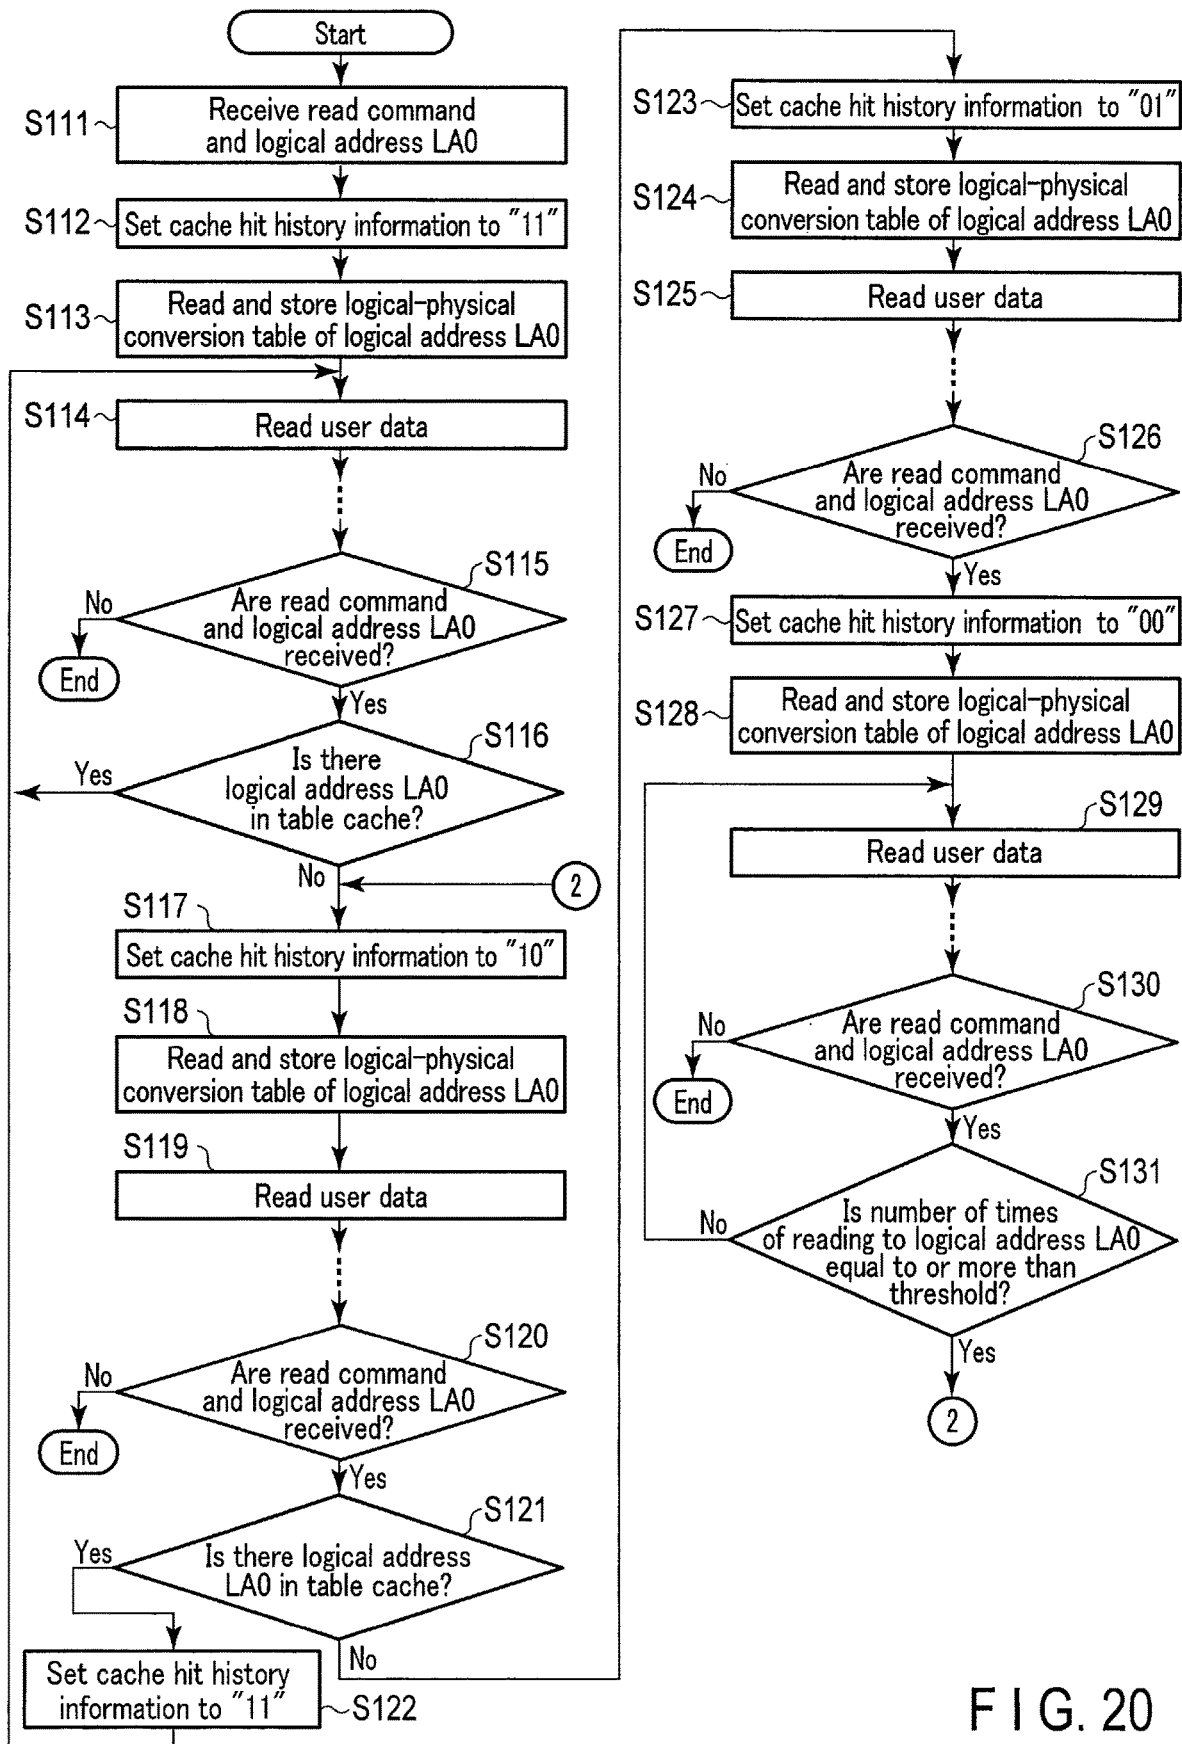 Start
S111
Receive read command
and logical address LA0
S112
Set cache hit history information to "11"
S113
Read and store logical-physical
conversion table of logical address LA0
S114
Read user data
S115
Are read command
and logical address LA0
received?
No
End
Yes
S116
Is there
logical address LA0
in table cache?
Yes
No
2
S117
Set cache hit history information to "10"
S118
Read and store logical-physical
conversion table of logical address LA0
S119
Read user data
S120
Are read command
and logical address LA0
received?
No
End
Yes
S121
Is there logical address
LA0 in table cache?
Yes
No
Set cache hit history
information to "11"
S122
S123
Set cache hit history information to "01"
S124
Read and store logical-physical
conversion table of logical address LA0
S125
Read user data
S126
Are read command
and logical address LA0
received?
No
End
Yes
S127
Set cache hit history information to "00"
S128
Read and store logical-physical
conversion table of logical address LA0
S129
Read user data
S130
Are read command
and logical address LA0
received?
No
End
Yes
S131
Is number of times
of reading to logical address LA0
equal to or more than
threshold?
No
Yes
2
FIG. 20